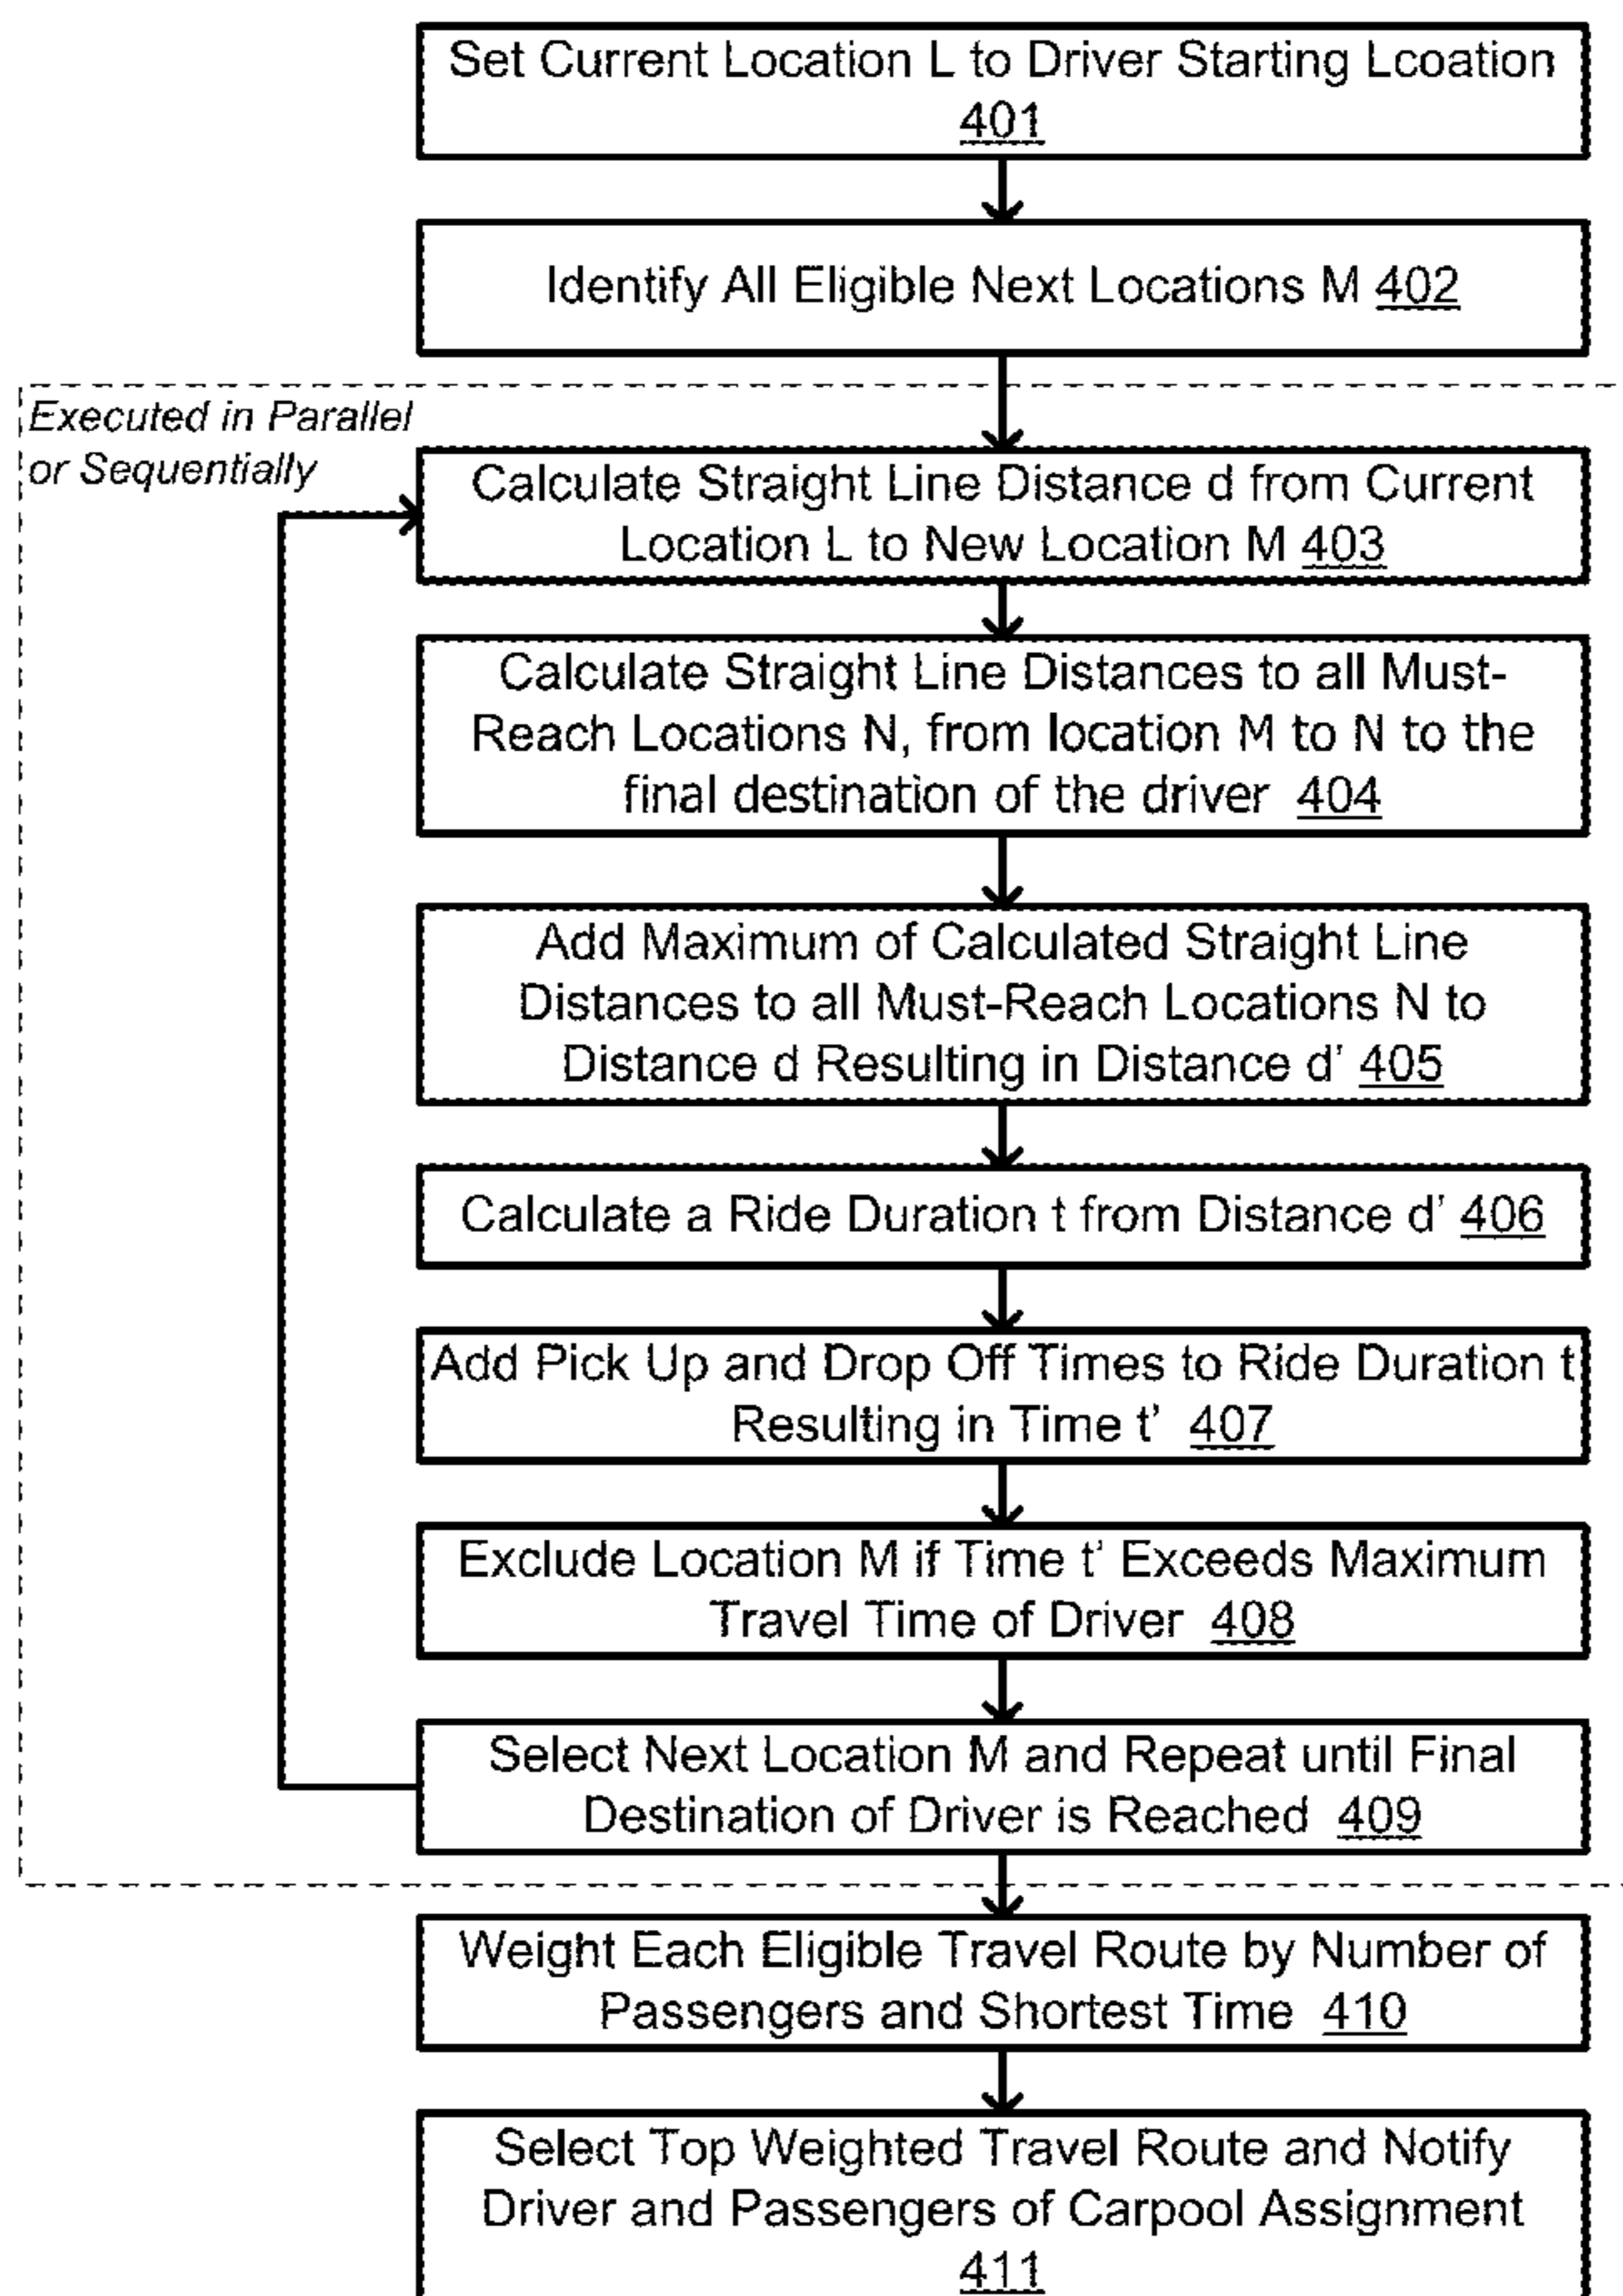 Set Current Location L to Driver Starting Lcoation
401
Identify All Eligible Next Locations M 402
Executed in Parallel
or Sequentially
Calculate Straight Line Distance d from Current
Location L to New Location M 403
Calculate Straight Line Distances to all Must-
Reach Locations N, from location M to N to the
final destination of the driver 404
Add Maximum of Calculated Straight Line
Distances to all Must-Reach Locations N to
Distance d Resulting in Distance d' 405
Calculate a Ride Duration t from Distance d' 406
Add Pick Up and Drop Off Times to Ride Duration t
Resulting in Time t' 407
Exclude Location M if Time t' Exceeds Maximum
Travel Time of Driver 408
Select Next Location M and Repeat until Final
Destination of Driver is Reached 409
Weight Each Eligible Travel Route by Number of
Passengers and Shortest Time 410
Select Top Weighted Travel Route and Notify
Driver and Passengers of Carpool Assignment
411